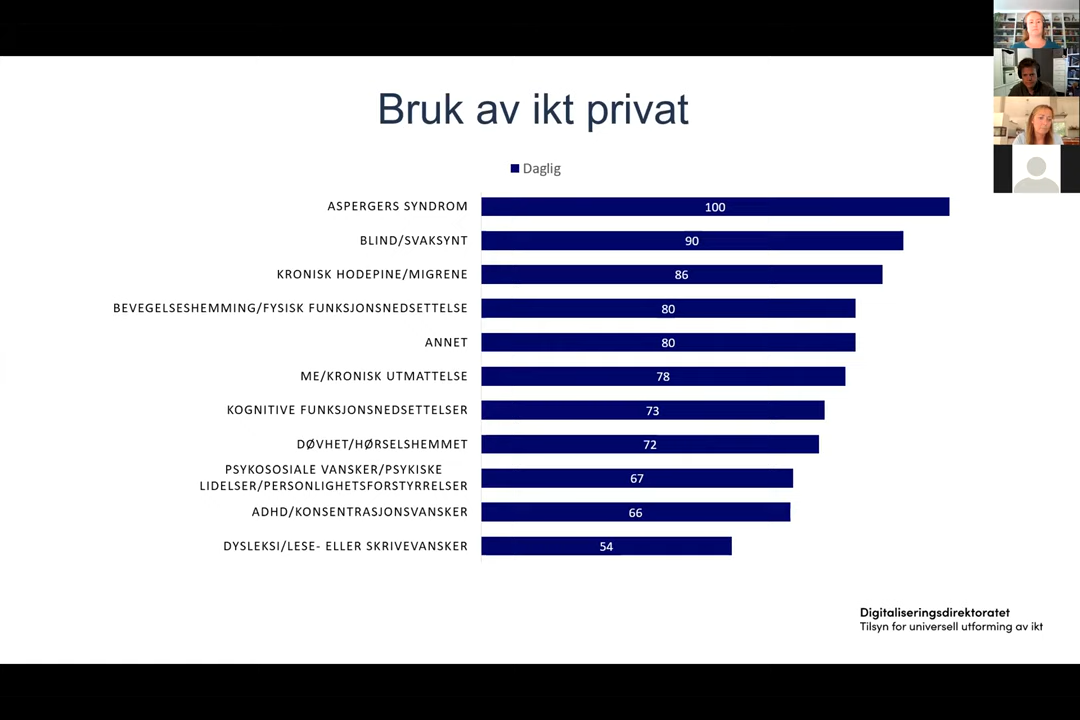 Bruk av ikt privat
Daglig
ASPERGERS SYNDROM 100
BLIND/SVAKSYNT 90
KRONISK HODEPINE/MIGRENE 86
BEVEGELSESHEMMING/FYSISK FUNKSJONSNEDSETTELSE 80
ANNET 80
ME/KRONISK UTMATTELSE 78
KOGNITIVE FUNKSJONSNEDSETTELSER 73
DØVHET/HØRSELSHEMMET 72
PSYKOSOSIALE VANSKER/PSYKISKE
LIDELSER/PERSONLIGHETSFORSTYRRELSER 67
ADHD/KONSENTRASJONSVANSKER 66
DYSLEKSI/LESE- ELLER SKRIVEVANSKER 54
Digitaliseringsdirektoratet
Tilsyn for universell utforming av ikt